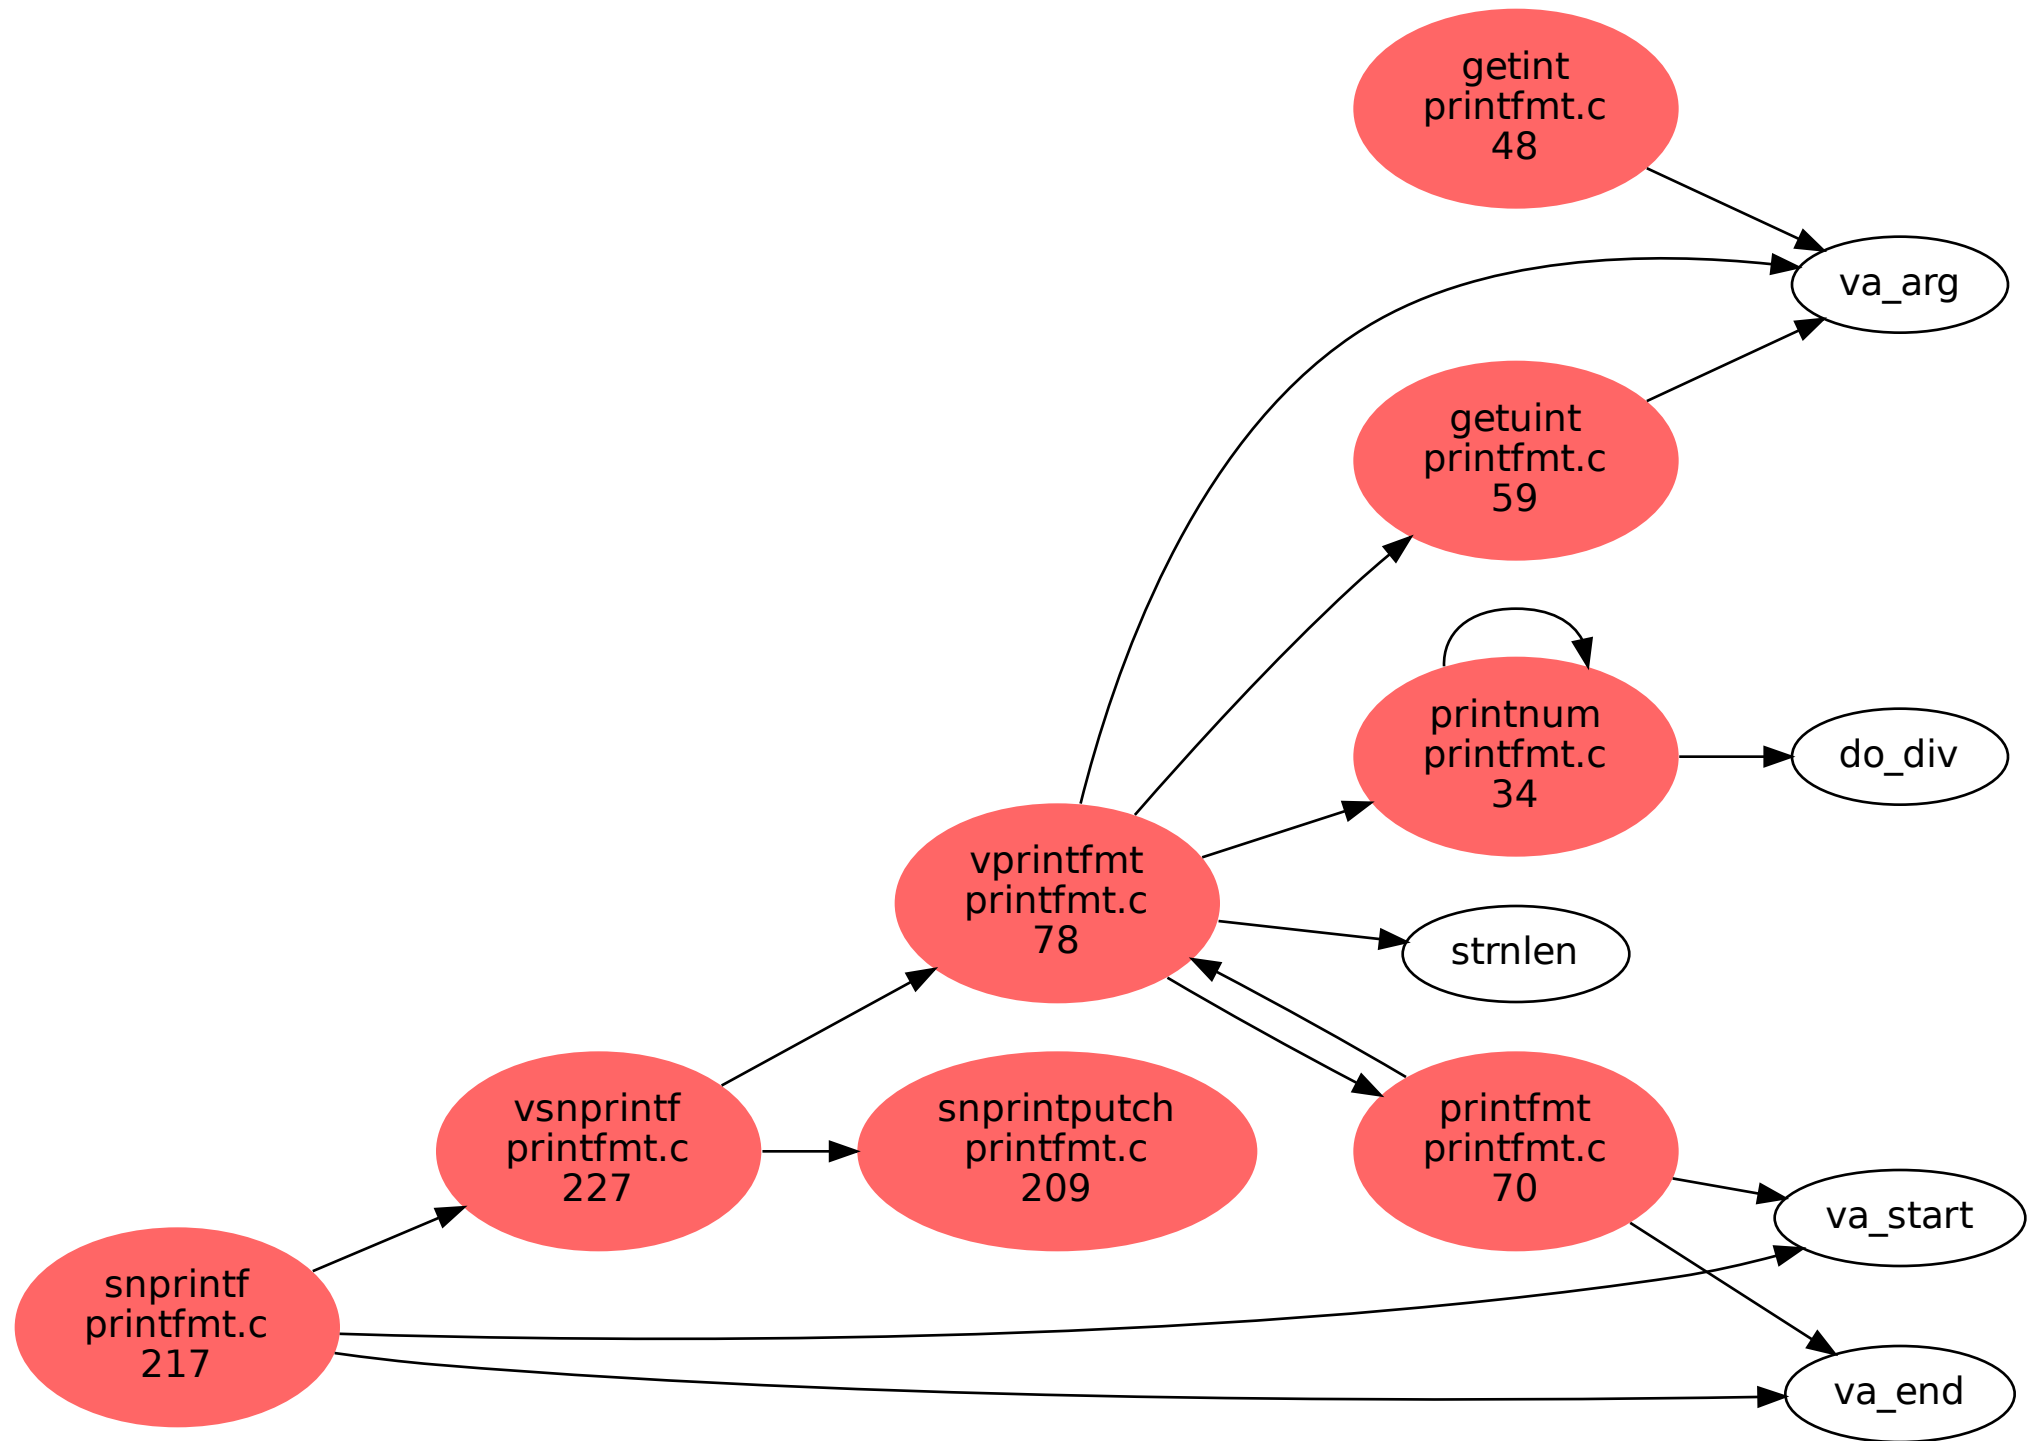 getint
printfmt.c
48
va_arg
getuint
printfmt.c
59
printnum
printfmt.c
34
do_div
vprintfmt
printfmt.c
78
strnlen
vsnprintf
printfmt.c
227
snprintputch
printfmt.c
209
printfmt
printfmt.c
70
va_start
snprintf
printfmt.c
217
va_end